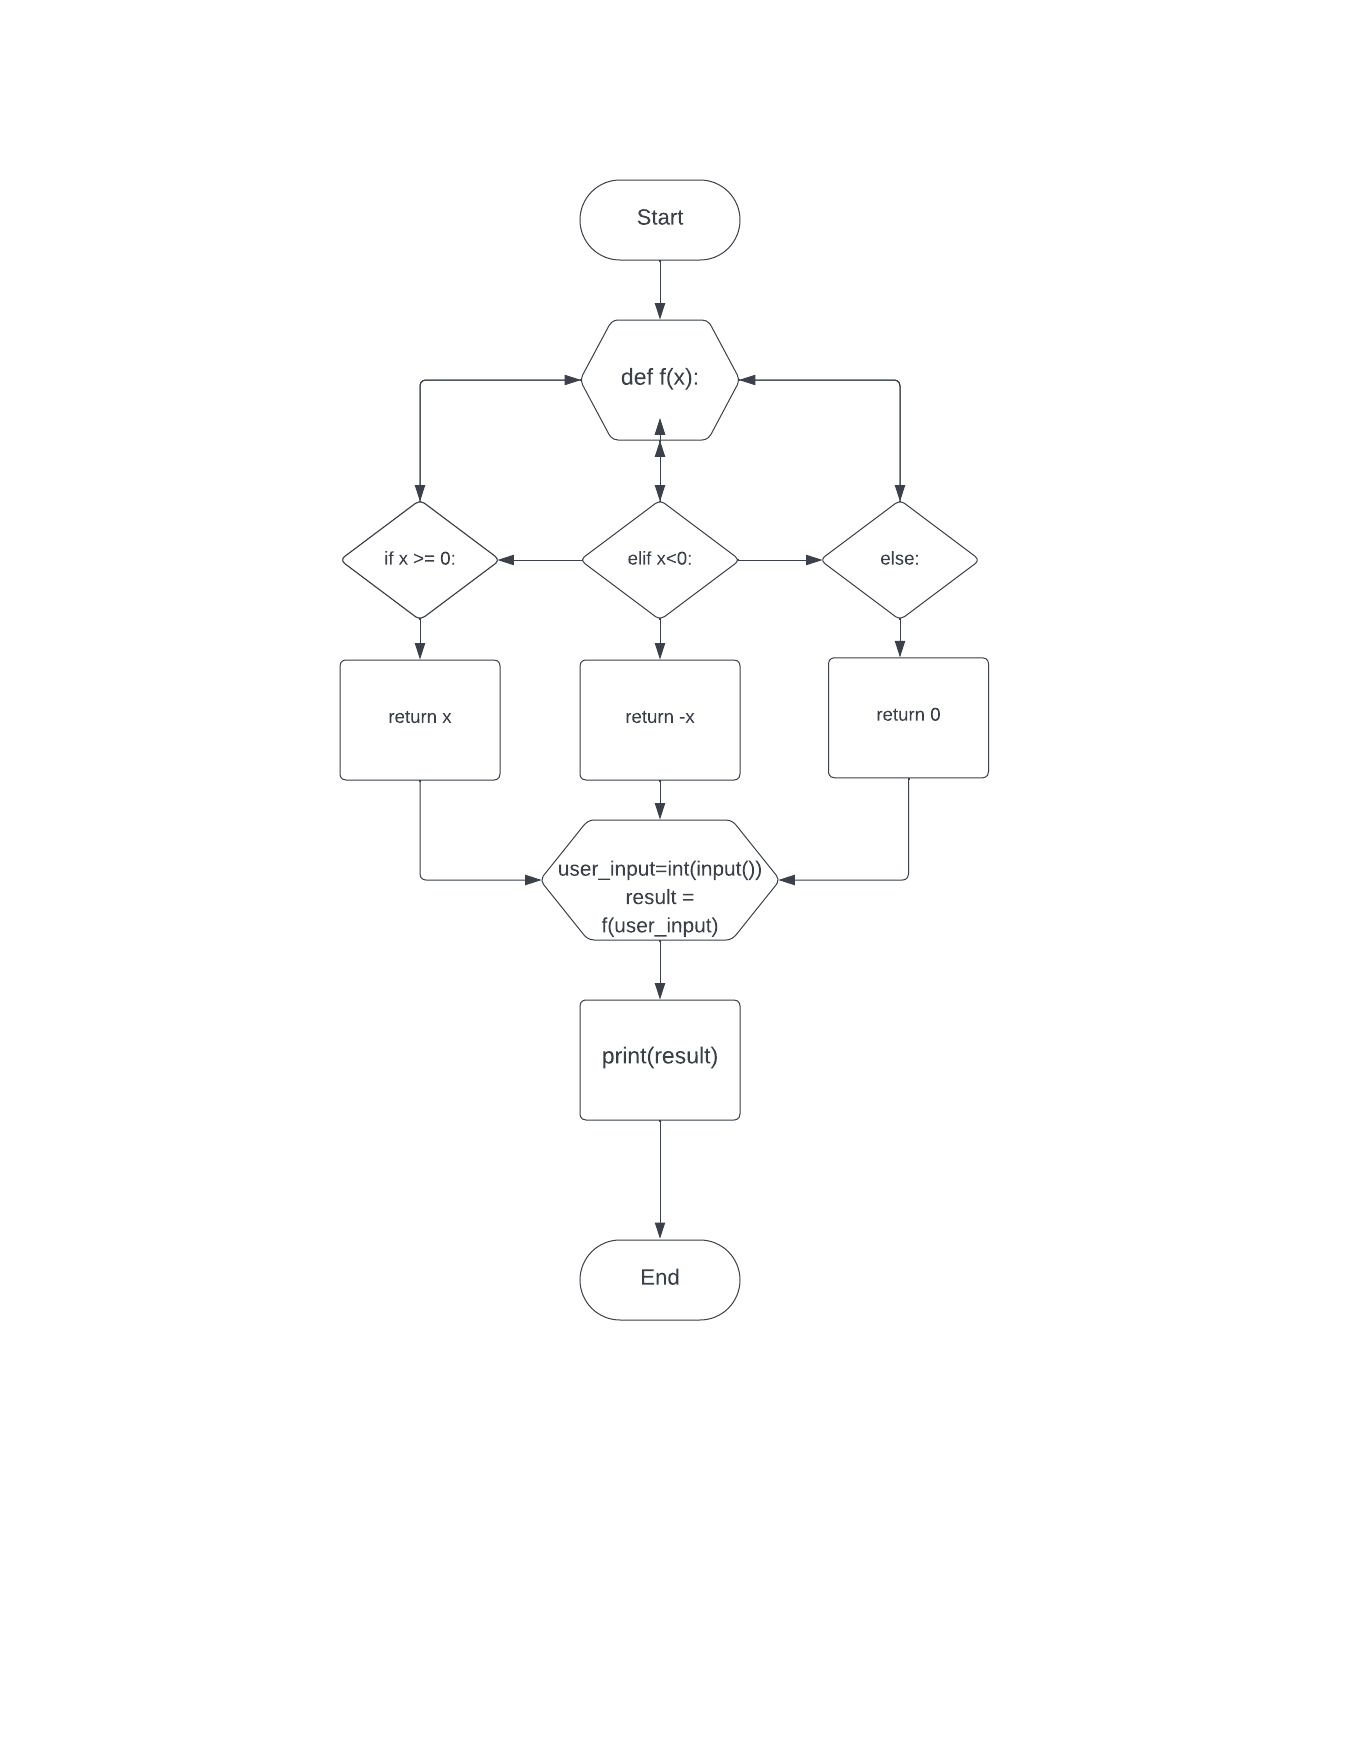 Start
def f(x):
if x >= 0:
elif x<0:
else:
return x
return -x
return 0
user_input=int(input())
result =
f(user_input)
print(result)
End